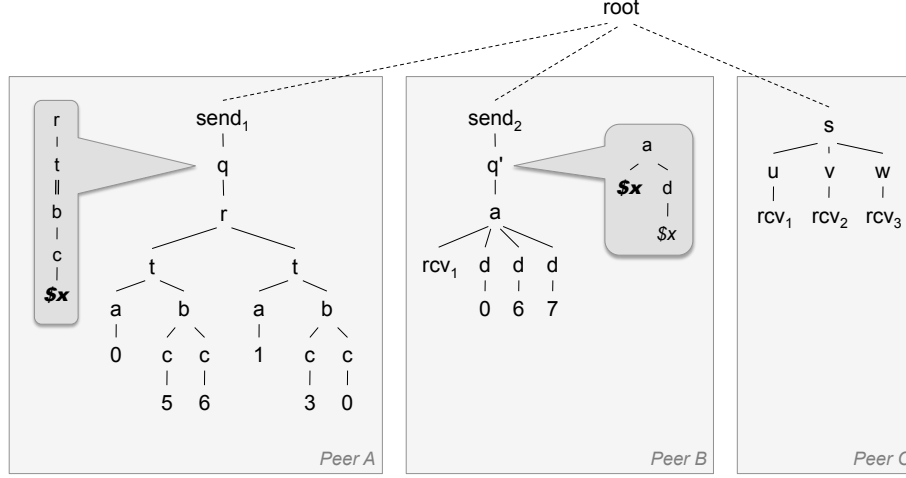 root
send1
q
r
t t
a b a b
0 c c 1 c c
5 6 3 0
r
t
b
c
$x
Peer A
send2
q'
a
rcv1 d d d
0 6 7
a
$x d
$x
Peer B
s
u v w
rcv1 rcv2 rcv3
Peer C